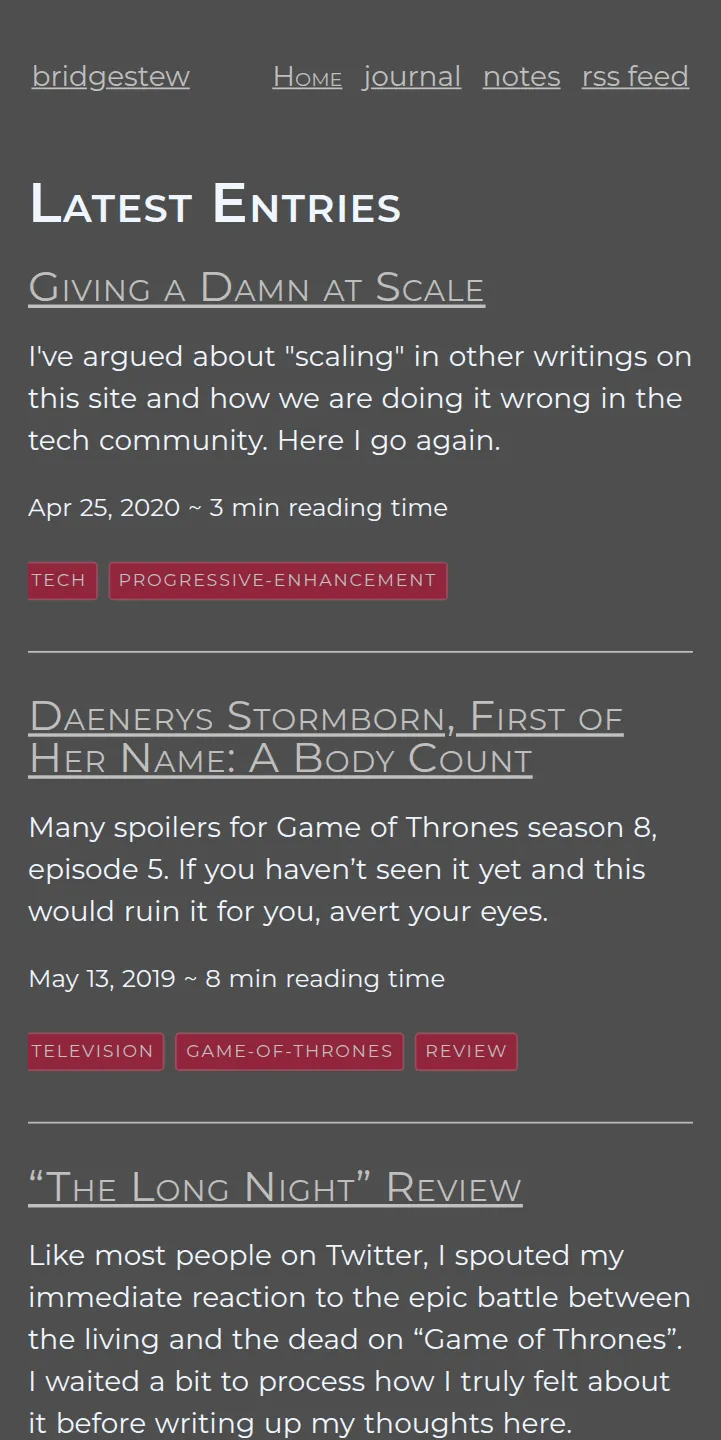 bridgestew Home journal notes rss feed
Latest Entries
Giving a Damn at Scale
I've argued about "scaling" in other writings on
this site and how we are doing it wrong in the
tech community. Here I go again.
Apr 25, 2020 ~ 3 min reading time
TECH PROGRESSIVE-ENHANCEMENT
Daenerys Stormborn, First of
Her Name: A Body Count
Many spoilers for Game of Thrones season 8,
episode 5. If you haven’t seen it yet and this
would ruin it for you, avert your eyes.
May 13, 2019 ~ 8 min reading time
TELEVISION GAME-OF-THRONES REVIEW
“The Long Night” Review
Like most people on Twitter, I spouted my
immediate reaction to the epic battle between
the living and the dead on “Game of Thrones”.
I waited a bit to process how I truly felt about
it before writing up my thoughts here.